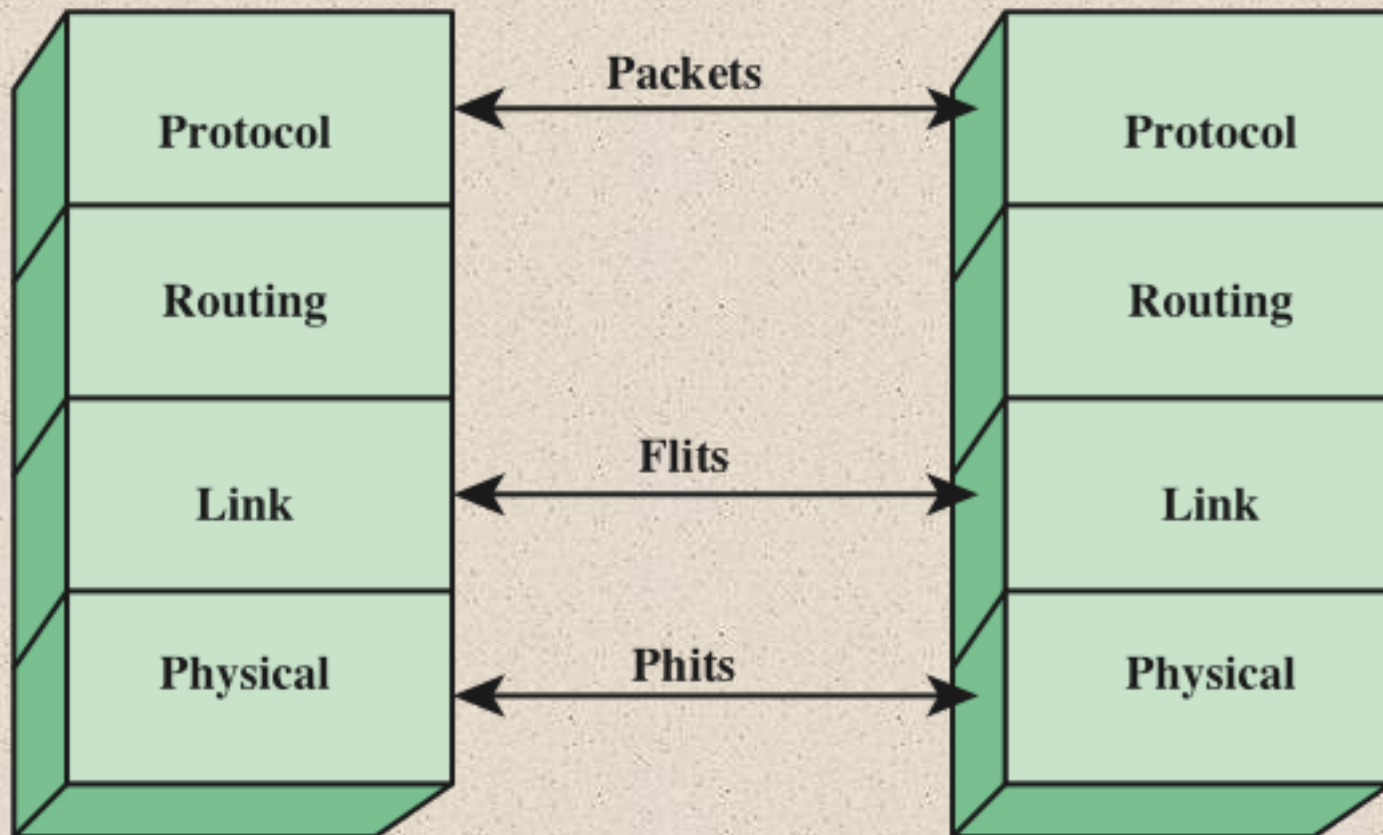 Packets
Protocol
Protocol
Routing
Routing
Flits
Link
Link
Phits
Physical
Physical